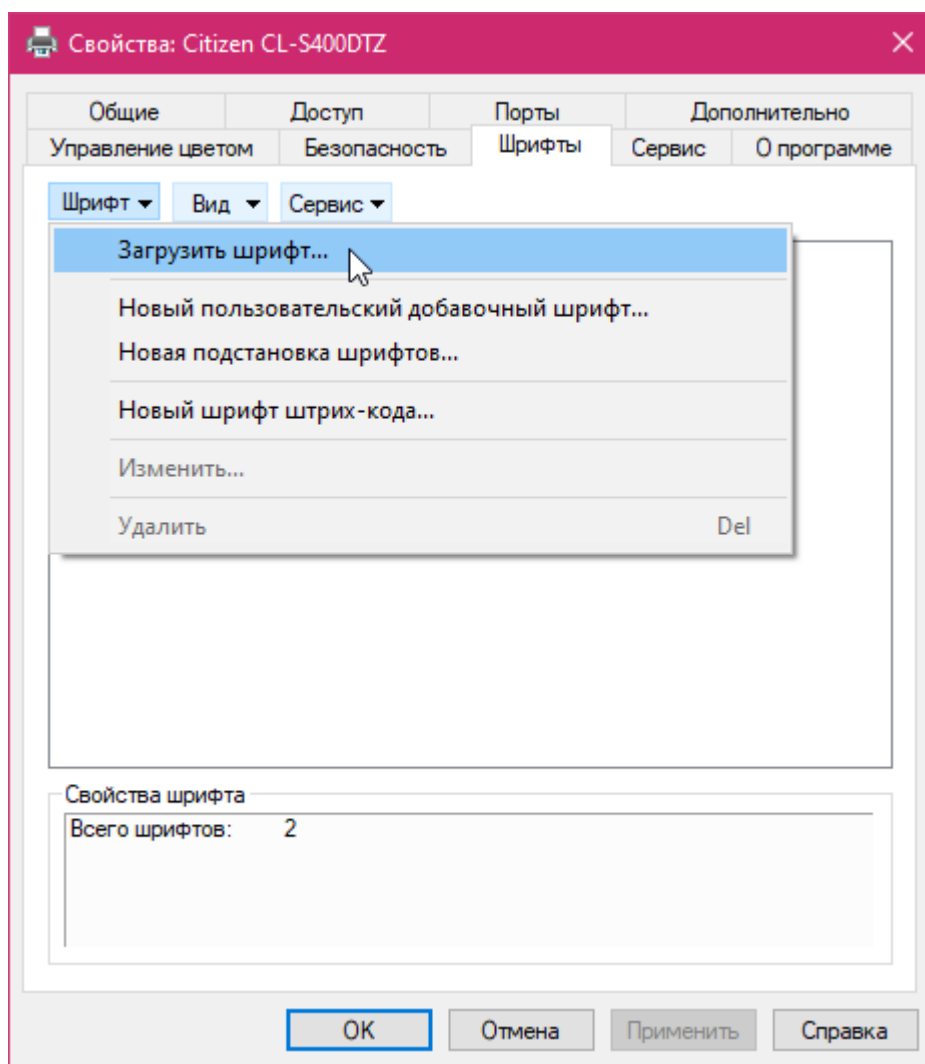 Свойства: Citizen CL-S400DTZ
Общие Доступ Порты Дополнительно
Управление цветом Безопасность Шрифты Сервис О программе
Шрифт Вид Сервис
Загрузить шрифт...
Новый пользовательский добавочный шрифт...
Новая подстановка шрифтов...
Новый шрифт штрих-кода...
Изменить...
Удалить Del
Свойства шрифта
Всего шрифтов: 2
OK Отмена Применить Справка